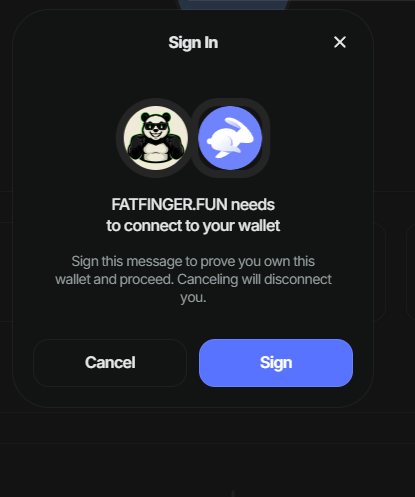 Sign In
FATFINGER.FUN needs
to connect to your wallet
Sign this message to prove you own this
wallet and proceed. Canceling will disconnect
you.
Cancel
Sign